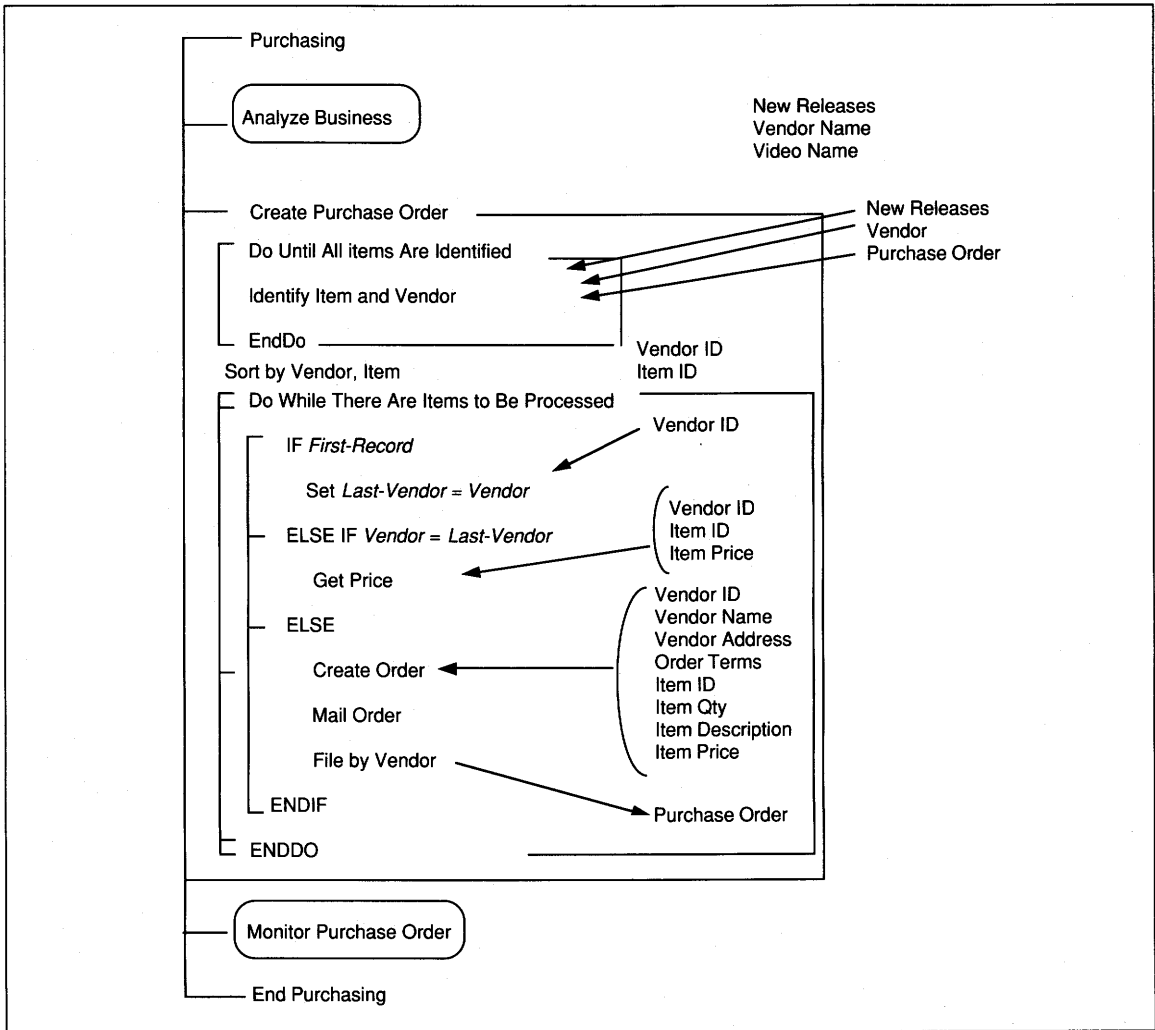 Purchasing
Analyze Business
New Releases
Vendor Name
Video Name
Create Purchase Order
New Releases
Vendor
Purchase Order
Do Until All items Are Identified
Identify Item and Vendor
EndDo
Vendor ID
Item ID
Sort by Vendor, Item
Do While There Are Items to Be Processed
Vendor ID
IF First-Record
Set Last-Vendor = Vendor
Vendor ID
Item ID
Item Price
ELSE IF Vendor = Last-Vendor
Get Price
Vendor ID
Vendor Name
Vendor Address
Order Terms
Item ID
Item Qty
Item Description
Item Price
ELSE
Create Order
Mail Order
File by Vendor
Purchase Order
ENDIF
ENDDO
Monitor Purchase Order
End Purchasing